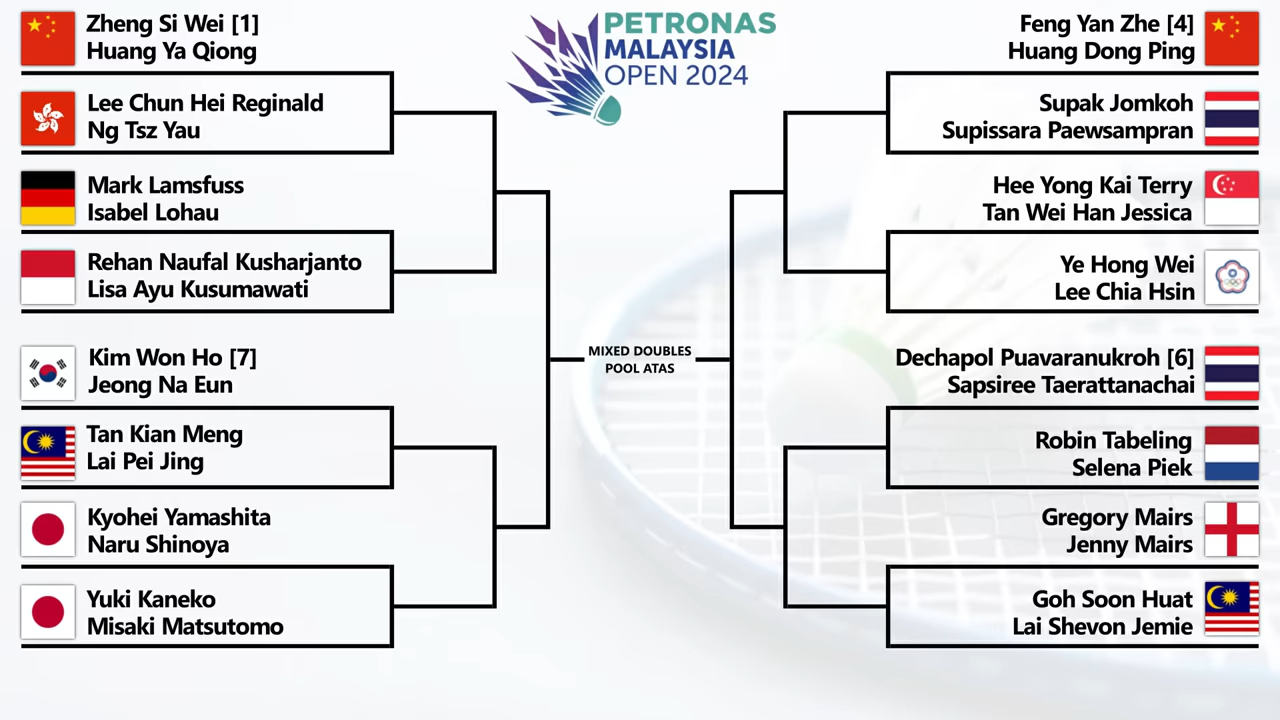 Zheng Si Wei [1]
Huang Ya Qiong
Lee Chun Hei Reginald
Ng Tsz Yau
Mark Lamsfuss
Isabel Lohau
Rehan Naufal Kusharjanto
Lisa Ayu Kusumawati
Kim Won Ho [7]
Jeong Na Eun
Tan Kian Meng
Lai Pei Jing
Kyohei Yamashita
Naru Shinoya
Yuki Kaneko
Misaki Matsutomo
PETRONAS
MALAYSIA
OPEN 2024
MIXED DOUBLES
POOL ATAS
Feng Yan Zhe [4]
Huang Dong Ping
Supak Jomkoh
Supissara Paewsampran
Hee Yong Kai Terry
Tan Wei Han Jessica
Ye Hong Wei
Lee Chia Hsin
Dechapol Puavaranukroh [6]
Sapsiree Taerattanachai
Robin Tabeling
Selena Piek
Gregory Mairs
Jenny Mairs
Goh Soon Huat
Lai Shevon Jemie